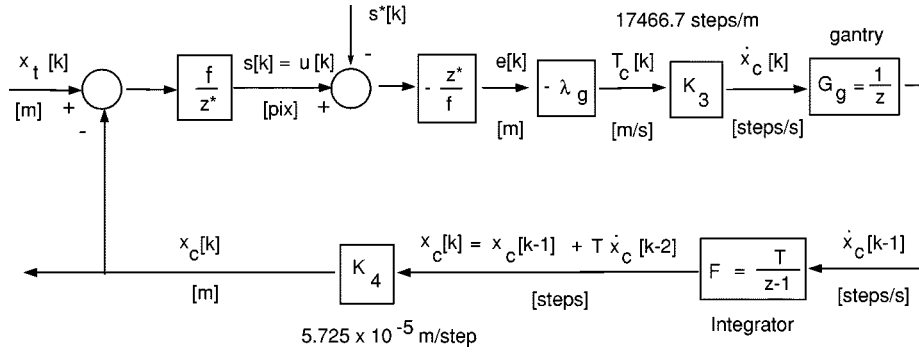 s*[k]
17466.7 steps/m
gantry
x_t [k]
[m]
+
-
f
z*
s[k] = u[k]
[pix]
-
+
- z*
f
e[k]
[m]
- λ_g
T_c [k]
[m/s]
K_3
ẋ_c [k]
[steps/s]
G_g = 1
z
x_c[k]
[m]
K_4
5.725 x 10^-5 m/step
x_c[k] = x_c[k-1] + T ẋ_c [k-2]
[steps]
F = T
z-1
Integrator
ẋ_c[k-1]
[steps/s]